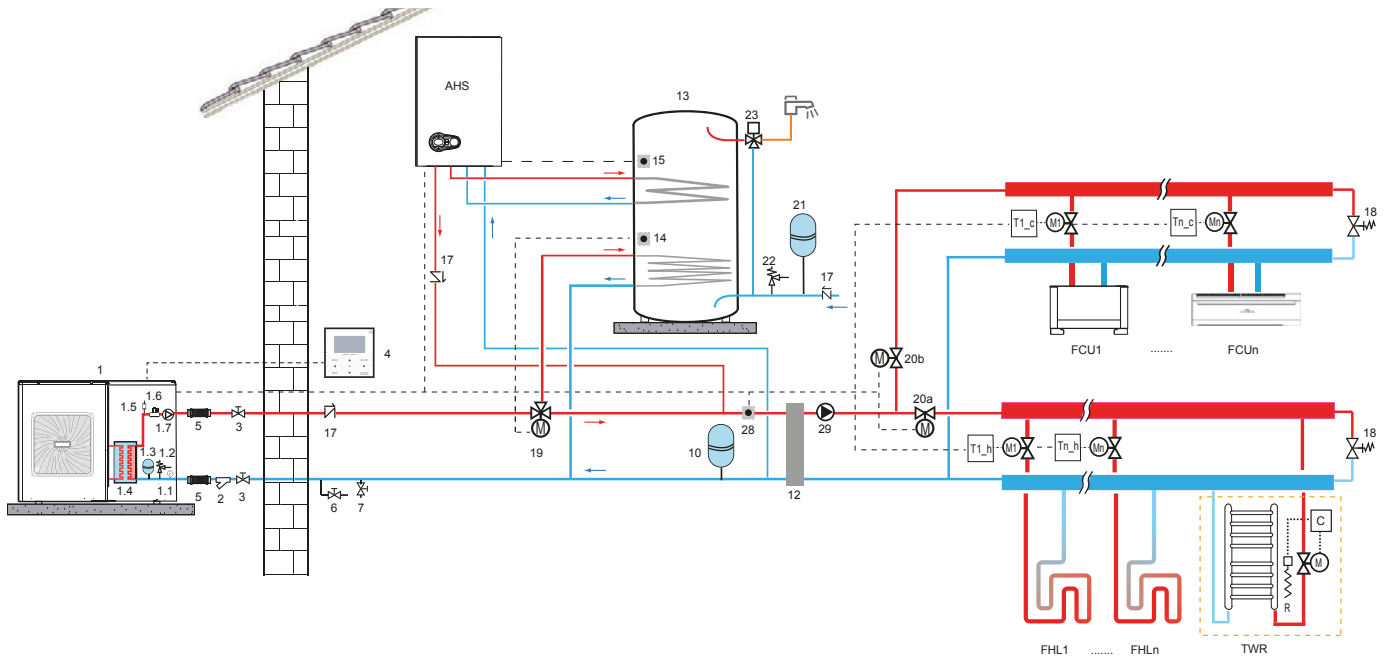 AHS
13
23
15
21
14
22
17
17
T1_c
M1
Tn_c
Mn
18
FCU1
.......
FCUn
4
1
1.6
1.5
1.7
5
3
17
M
19
28
10
12
29
M
20b
20a
M
T1_h
M1
Tn_h
Mn
18
1.3
1.2
1.4
1.1
5
2
3
6
7
C
M
R
FHL1
.......
FHLn
TWR